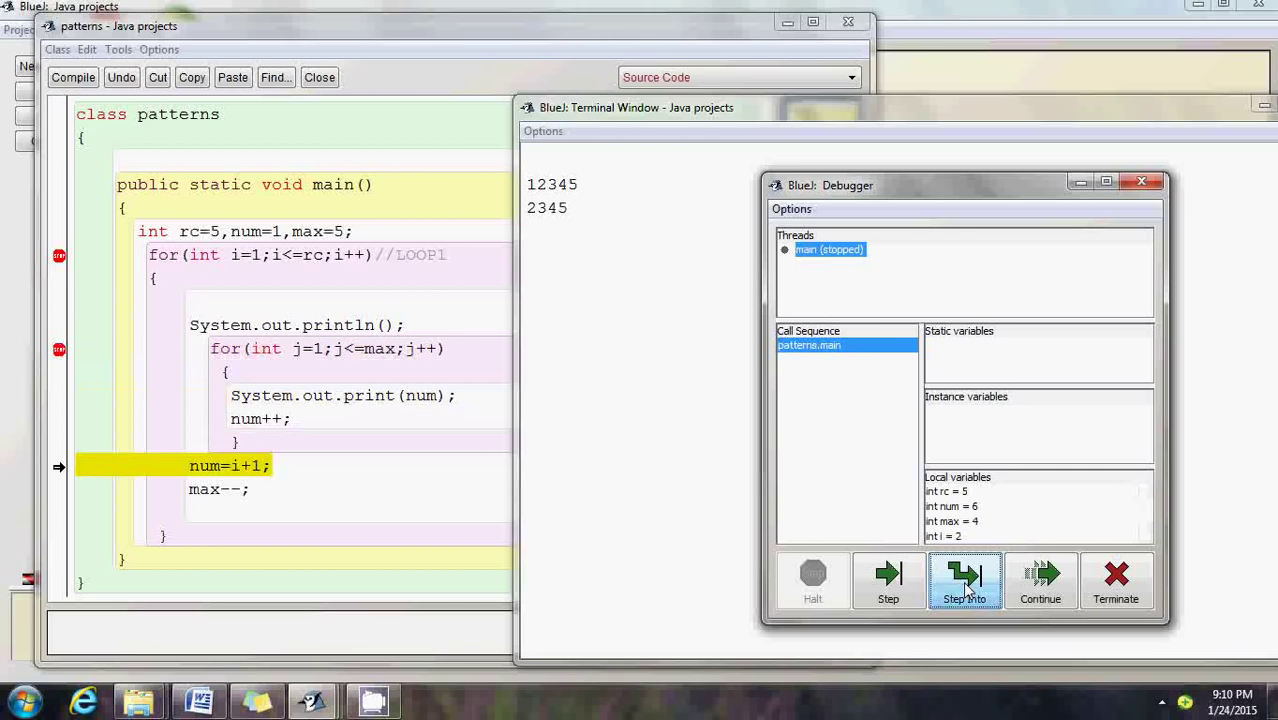 BlueJ: Java projects
patterns - Java projects
Class Edit Tools Options
Compile Undo Cut Copy Paste Find... Close
Source Code
class patterns
{
public static void main()
{
int rc=5,num=1,max=5;
for(int i=1;i<=rc;i++)//LOOP1
{
System.out.println();
for(int j=1;j<=max;j++)
{
System.out.print(num);
num++;
}
num=i+1;
max--;
}
}
}
BlueJ: Terminal Window - Java projects
Options
12345
2345
BlueJ: Debugger
Options
Threads
main (stopped)
Call Sequence
patterns.main
Static variables
Instance variables
Local variables
int rc = 5
int num = 6
int max = 4
int i = 2
Halt
Step
Step Into
Continue
Terminate
9:10 PM
1/24/2015